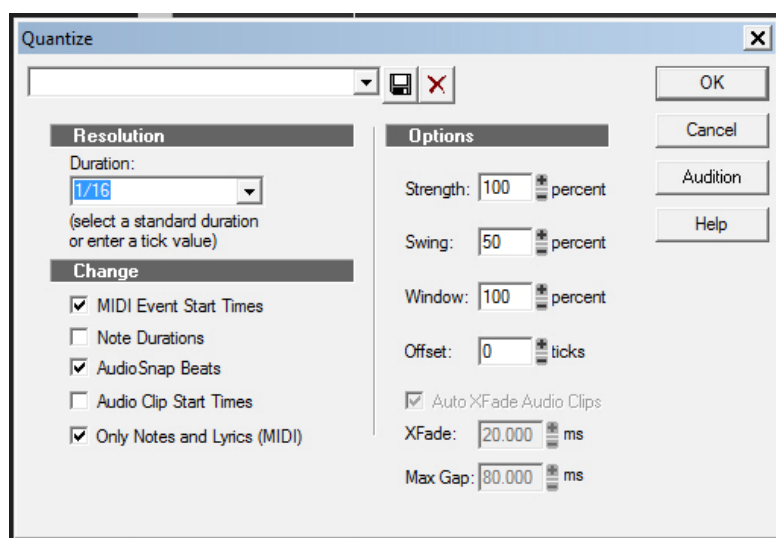 Quantize
OK
Resolution
Options
Cancel
Duration:
1/16
(select a standard duration
or enter a tick value)
Strength: 100 percent
Audition
Swing: 50 percent
Help
Change
MIDI Event Start Times
Window: 100 percent
Note Durations
Offset: 0 ticks
AudioSnap Beats
Audio Clip Start Times
Auto XFade Audio Clips
Only Notes and Lyrics (MIDI)
XFade: 20.000 ms
Max Gap: 80.000 ms